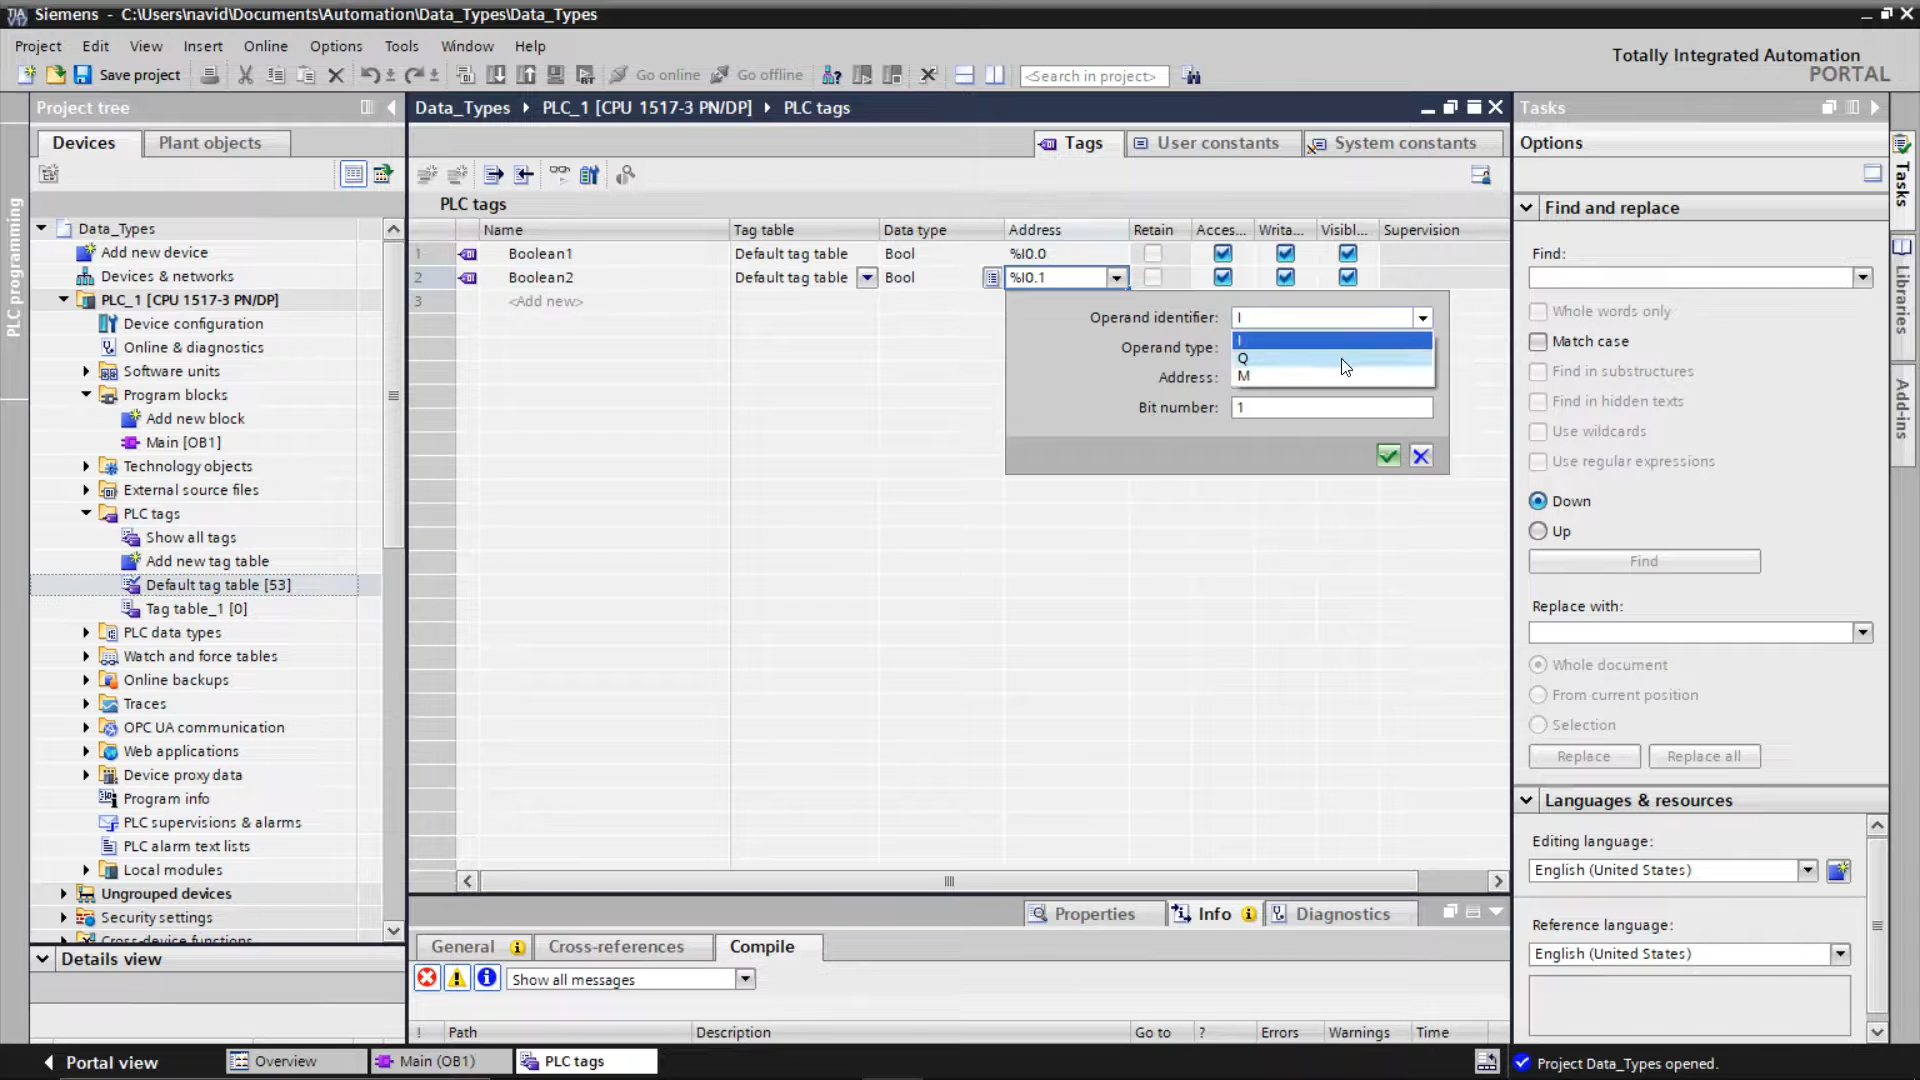 Siemens - C:\Users\navid\Documents\Automation\Data_Types\Data_Types
Project Edit View Insert Online Options Tools Window Help
Totally Integrated Automation
PORTAL
Save project
Go online
Go offline
<Search in project>
Project tree
Data_Types PLC_1 [CPU 1517-3 PN/DP] PLC tags
Tasks
Devices Plant objects
Tags User constants System constants
Options
PLC tags
Name Tag table Data type Address Retain Acces... Writa... Visibl... Supervision
1 Boolean1 Default tag table Bool %I0.0
2 Boolean2 Default tag table Bool %I0.1
3 <Add new>
Operand identifier: I
I
Q
M
Operand type:
Address:
Bit number: 1
Data_Types
Add new device
Devices & networks
PLC_1 [CPU 1517-3 PN/DP]
Device configuration
Online & diagnostics
Software units
Program blocks
Add new block
Main [OB1]
Technology objects
External source files
PLC tags
Show all tags
Add new tag table
Default tag table [53]
Tag table_1 [0]
PLC data types
Watch and force tables
Online backups
Traces
OPC UA communication
Web applications
Device proxy data
Program info
PLC supervisions & alarms
PLC alarm text lists
Local modules
Ungrouped devices
Security settings
Cross-device functions
Details view
PLC programming
Find and replace
Find:
Whole words only
Match case
Find in substructures
Find in hidden texts
Use wildcards
Use regular expressions
Down
Up
Find
Replace with:
Whole document
From current position
Selection
Replace Replace all
Languages & resources
Editing language:
English (United States)
Reference language:
English (United States)
Tasks
Libraries
Add-ins
Properties Info Diagnostics
General Cross-references Compile
Show all messages
! Path Description Go to ? Errors Warnings Time
Portal view Overview Main (OB1) PLC tags
Project Data_Types opened.